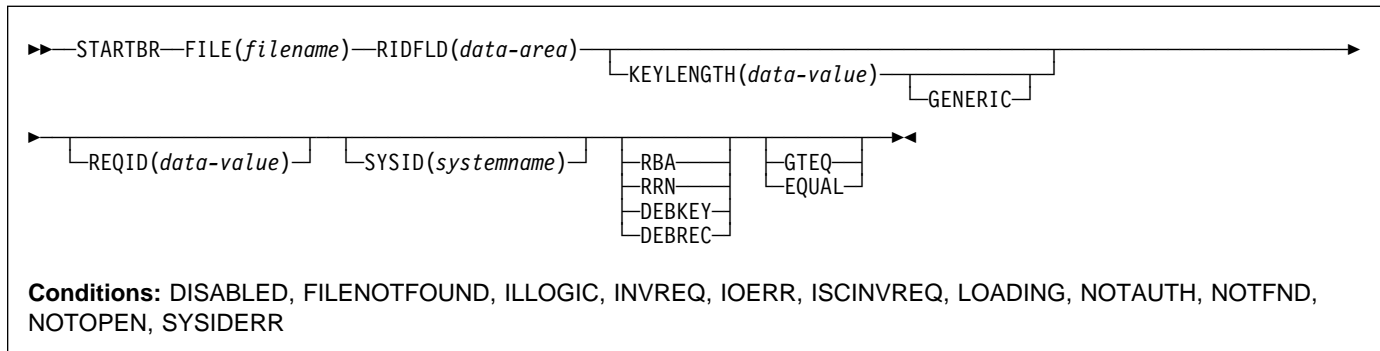 STARTBR FILE(filename) RIDFLD(data-area)
KEYLENGTH(data-value)
GENERIC
REQID(data-value) SYSID(systemname) RBA GTEQ
RRN EQUAL
DEBKEY
DEBREC
Conditions: DISABLED, FILENOTFOUND, ILLOGIC, INVREQ, IOERR, ISCINVREQ, LOADING, NOTAUTH, NOTFND,
NOTOPEN, SYSIDERR